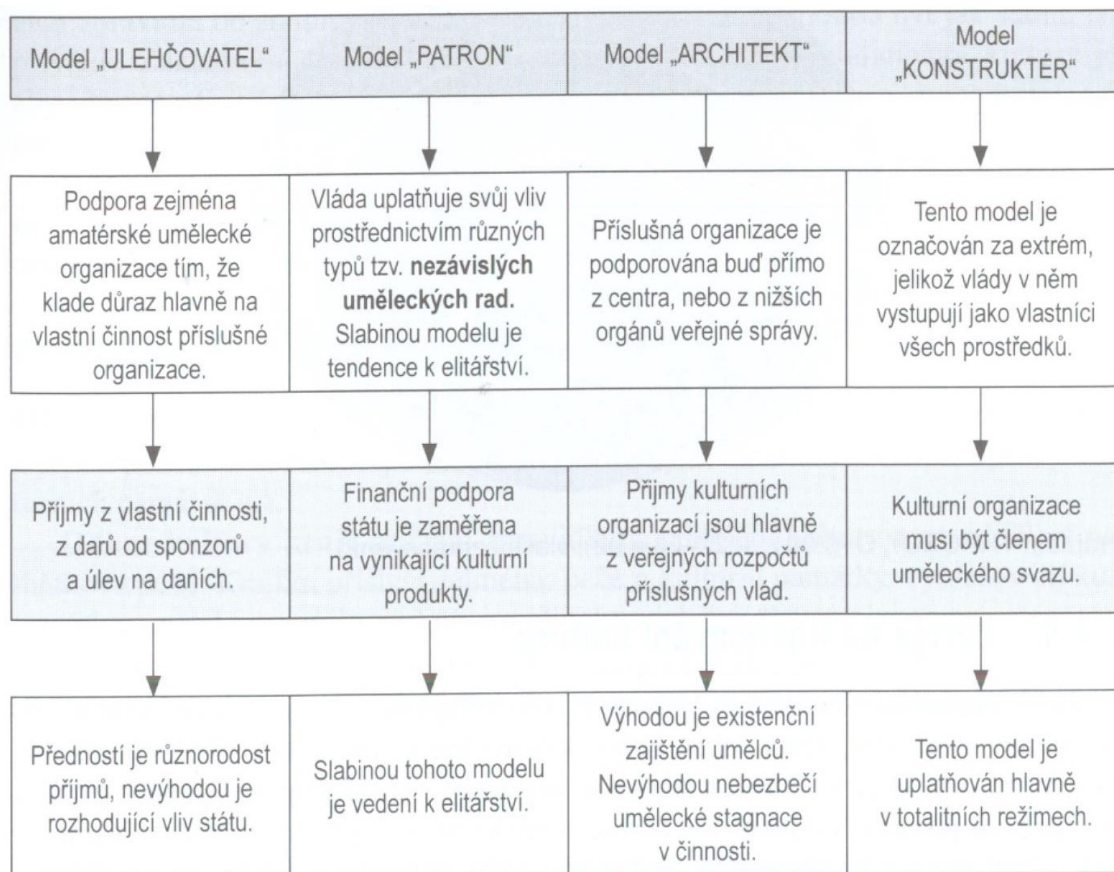 Model „ULEHČOVATEL“
Model „PATRON“
Model „ARCHITEKT“
Model
„KONSTRUKTER“
Podpora zejména
amatérské umělecké
organizace tím, že
klade důraz hlavně na
vlastní činnost příslušné
organizace.
Vláda uplatňuje svůj vliv
prostřednictvím různých
typů tzv. nezávislých
uměleckých rad.
Slabinou modelu je
tendence k elitářství.
Příslušná organizace je
podporována buď přímo
z centra, nebo z nižších
orgánů veřejné správy.
Tento model je
označován za extrém,
jelikož vlády v něm
vystupují jako vlastníci
všech prostředků.
Příjmy z vlastní činnosti,
z darů od sponzorů
a úlev na daních.
Finanční podpora
státu je zaměřena
na vynikající kulturní
produkty.
Přijmy kulturních
organizací jsou hlavně
z veřejných rozpočtů
příslušných vlád.
Kulturní organizace
musí být členem
uměleckého svazu.
Předností je různorodost
příjmů, nevýhodou je
rozhodující vliv státu.
Slabinou tohoto modelu
je vedení k elitářství.
Výhodou je existenční
zajištění umělců.
Nevýhodou nebezbečí
umělecké stagnace
v činnosti.
Tento model je
uplatňován hlavně
v totalitních režimech.